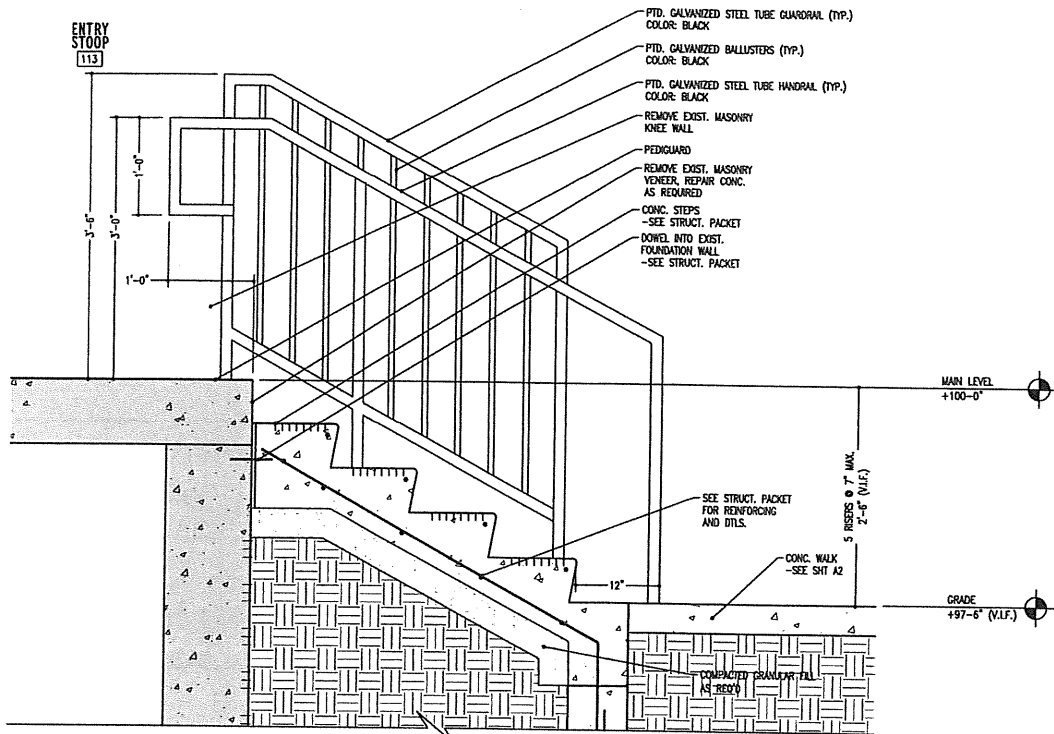 ENTRY
STOOP
113
PTD. GALVANIZED STEEL TUBE GUARDRAIL (TYP.)
COLOR: BLACK
PTD. GALVANIZED BALLUSTERS (TYP.)
COLOR: BLACK
PTD. GALVANIZED STEEL TUBE HANDRAIL (TYP.)
COLOR: BLACK
REMOVE EXIST. MASONRY
KNEE WALL
PEDIGUARD
REMOVE EXIST. MASONRY
VENEER, REPAIR CONC.
AS REQUIRED
CONC. STEPS
-SEE STRUCT. PACKET
DOWEL INTO EXIST.
FOUNDATION WALL
-SEE STRUCT. PACKET
3'-6"
3'-0"
1'-0"
1'-0"
MAIN LEVEL
+100-0"
5 RISERS @ 7" MAX.
2'-6" (V.I.F.)
SEE STRUCT. PACKET
FOR REINFORCING
AND DTLS.
CONC. WALK
-SEE SHT A2
12"
GRADE
+97-6" (V.I.F.)
COMPACTED GRANULAR FILL
AS REQ'D